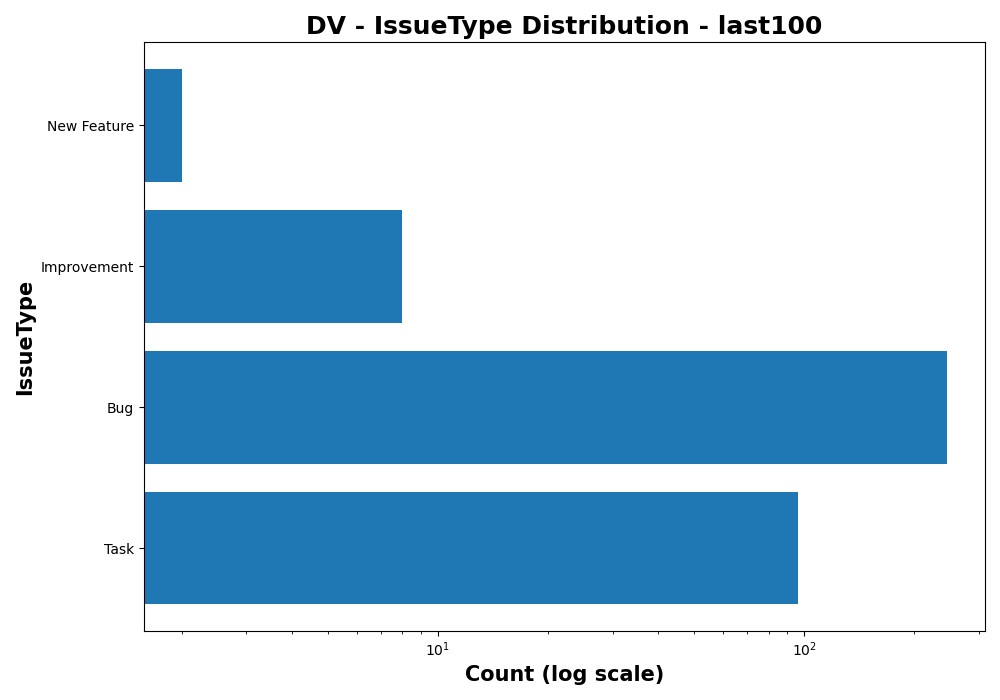 DV - IssueType Distribution - last100
New Feature
Improvement
Bug
Task
IssueType
10¹
10²
Count (log scale)